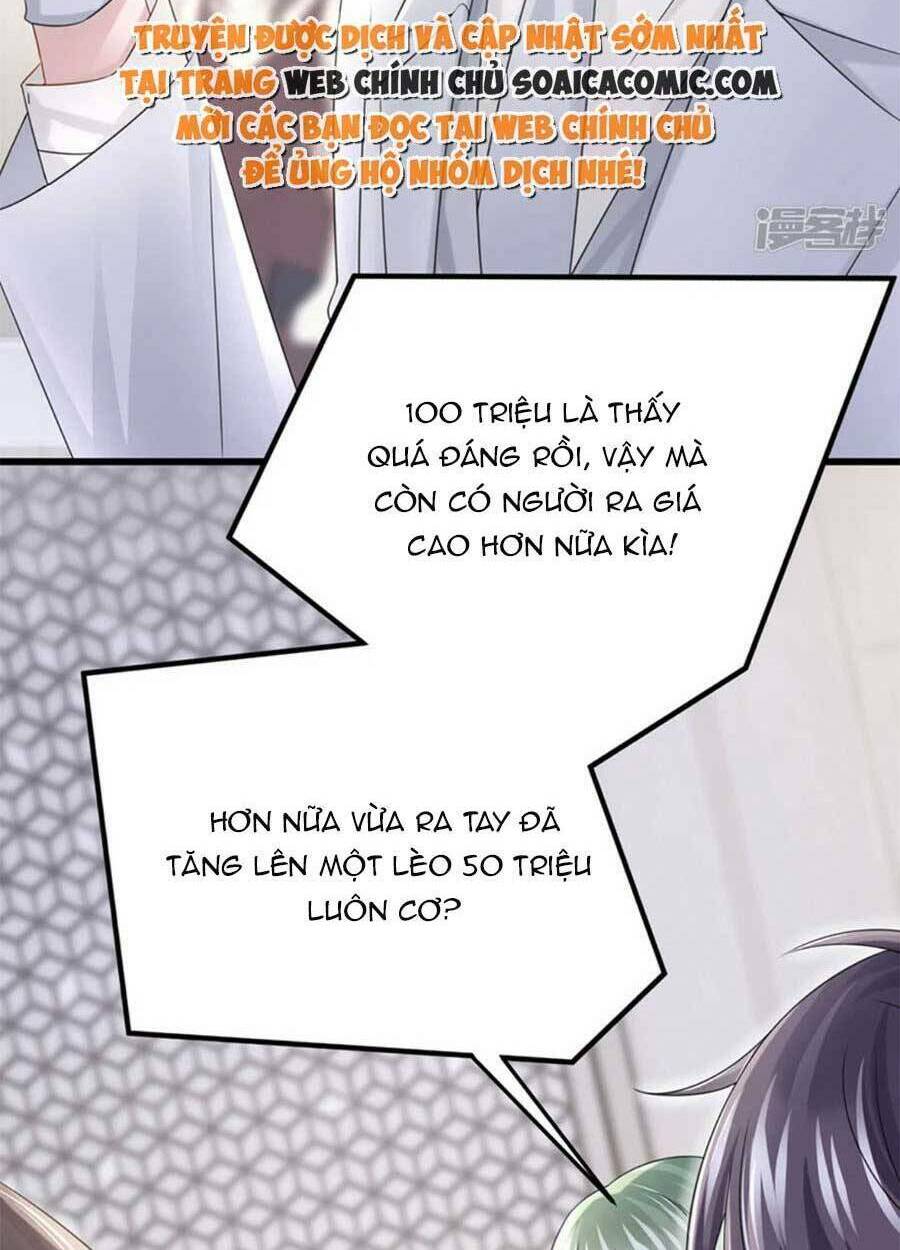 TRUYỆN ĐƯỢC DỊCH VÀ CẬP NHẬT SỚM NHẤT
TẠI TRANG WEB CHÍNH CHỦ SOAICACOMIC.COM
MỜI CÁC BẠN ĐỌC TẠI WEB CHÍNH CHỦ
ĐỂ ỦNG HỘ NHÓM DỊCH NHÉ!
漫客栈
100 TRIỆU LÀ THẤY
QUÁ ĐÁNG RỒI, VẬY MÀ
CÒN CÓ NGƯỜI RA GIÁ
CAO HƠN NỮA KÌA!
HƠN NỮA VỪA RA TAY ĐÃ
TĂNG LÊN MỘT LÈO 50 TRIỆU
LUÔN CƠ?